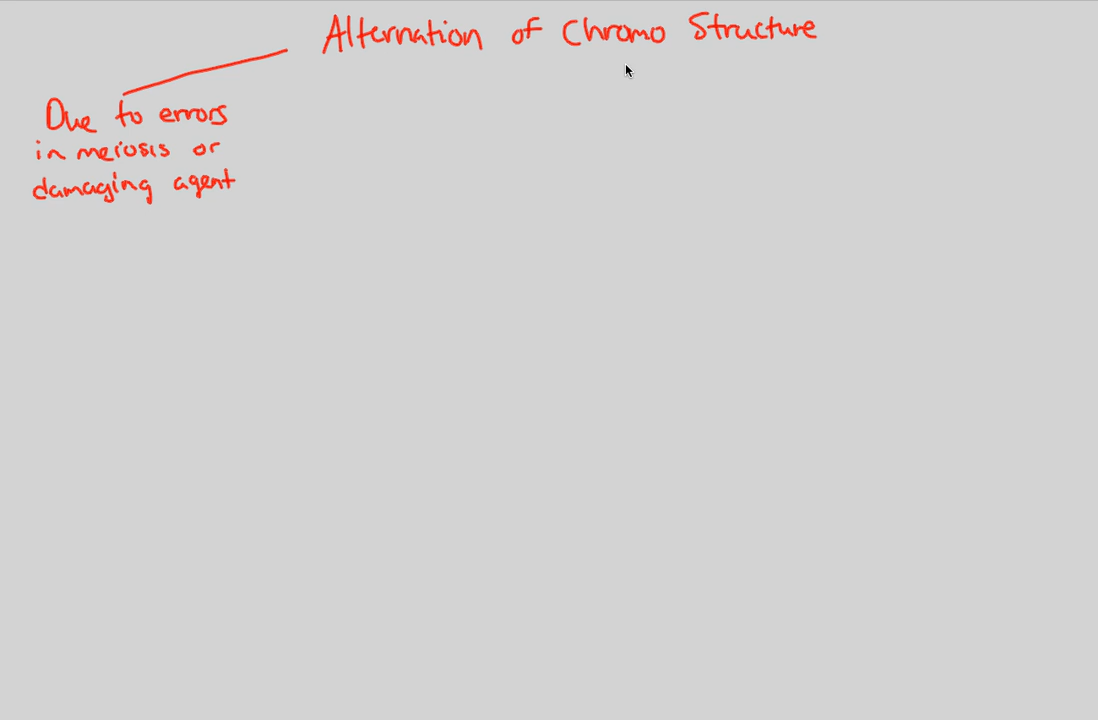 Alternation of Chromo Structure
Due to errors
in meiosis or
damaging agent